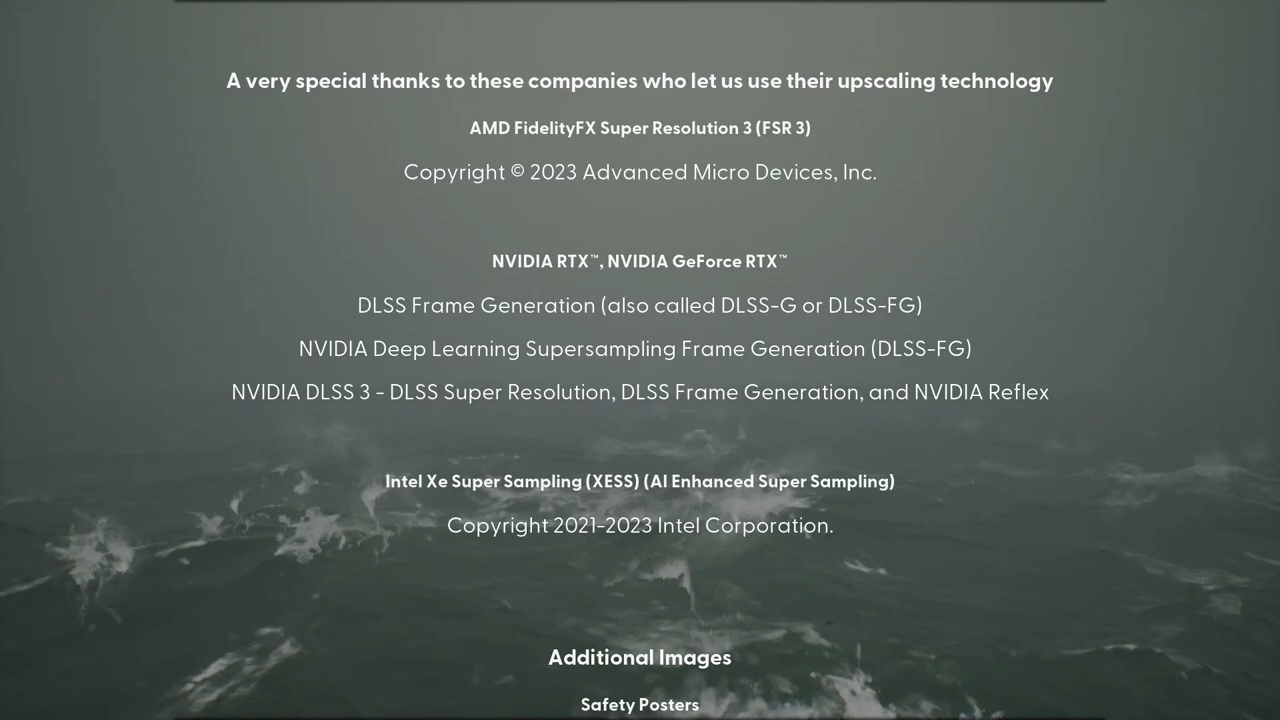 A very special thanks to these companies who let us use their upscaling technology
AMD FidelityFX Super Resolution 3 (FSR 3)
Copyright © 2023 Advanced Micro Devices, Inc.
NVIDIA RTX™, NVIDIA GeForce RTX™
DLSS Frame Generation (also called DLSS-G or DLSS-FG)
NVIDIA Deep Learning Supersampling Frame Generation (DLSS-FG)
NVIDIA DLSS 3 - DLSS Super Resolution, DLSS Frame Generation, and NVIDIA Reflex
Intel Xe Super Sampling (XESS) (AI Enhanced Super Sampling)
Copyright 2021-2023 Intel Corporation.
Additional Images
Safety Posters